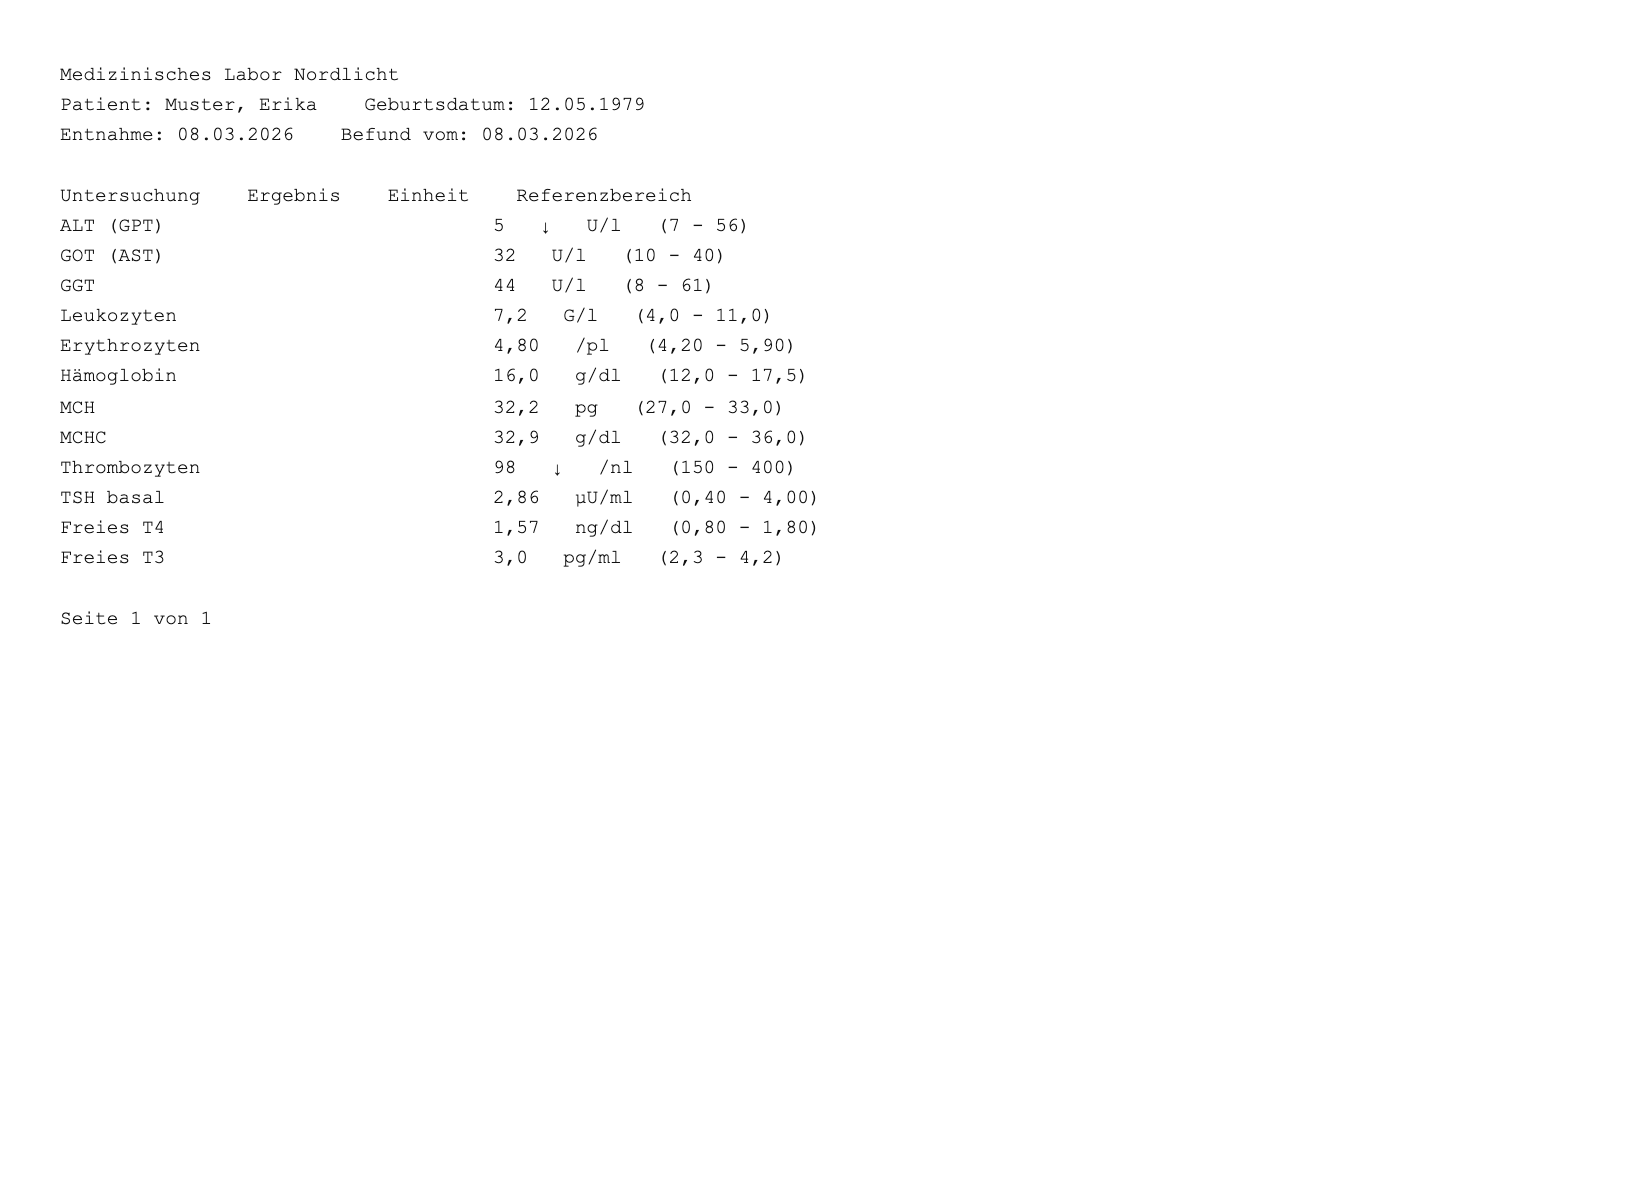 Medizinisches Labor Nordlicht
Patient: Muster, Erika    Geburtsdatum: 12.05.1979
Entnahme: 08.03.2026    Befund vom: 08.03.2026

Untersuchung    Ergebnis    Einheit    Referenzbereich
ALT (GPT)    5   ↓   U/l   (7 - 56)
GOT (AST)    32   U/l   (10 - 40)
GGT    44   U/l   (8 - 61)
Leukozyten    7,2   G/l   (4,0 - 11,0)
Erythrozyten    4,80   /pl   (4,20 - 5,90)
Hämoglobin    16,0   g/dl   (12,0 - 17,5)
MCH    32,2   pg   (27,0 - 33,0)
MCHC    32,9   g/dl   (32,0 - 36,0)
Thrombozyten    98   ↓   /nl   (150 - 400)
TSH basal    2,86   µU/ml   (0,40 - 4,00)
Freies T4    1,57   ng/dl   (0,80 - 1,80)
Freies T3    3,0   pg/ml   (2,3 - 4,2)

Seite 1 von 1